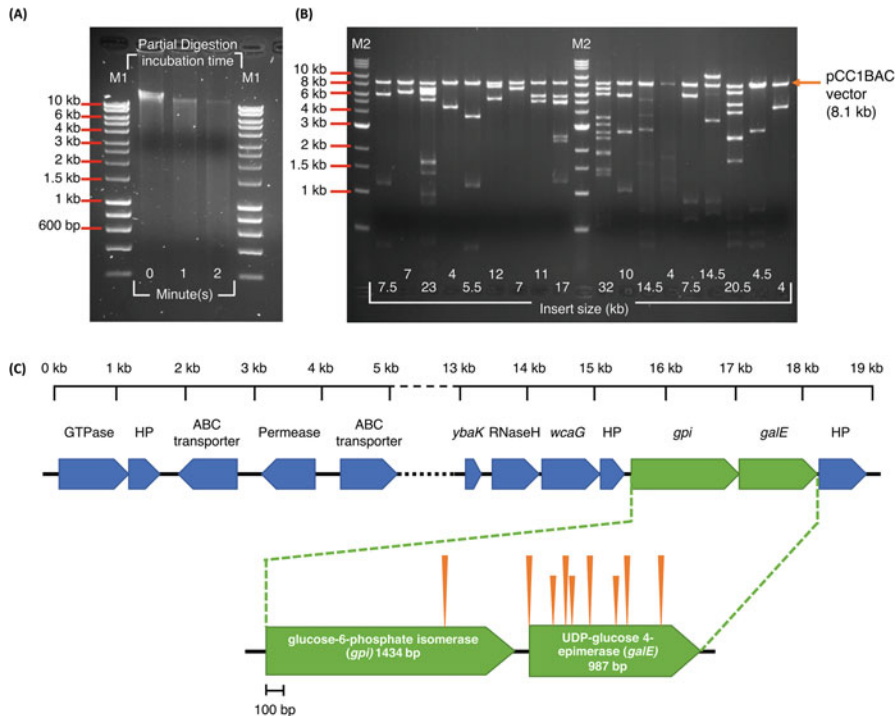 (A)
Partial Digestion
incubation time
M1
M1
10 kb
6 kb
4 kb
3 kb
2 kb
1.5 kb
1 kb
600 bp
0 1 2
Minute(s)
(B)
M2
M2
10 kb
8 kb
6 kb
4 kb
3 kb
2 kb
1.5 kb
1 kb
pCC1BAC
vector
(8.1 kb)
7 4 12 11 10 4 14.5 4.5
7.5 23 5.5 7 17 32 14.5 7.5 20.5 4
Insert size (kb)
(C)
0 kb 1 kb 2 kb 3 kb 4 kb 5 kb 13 kb 14 kb 15 kb 16 kb 17 kb 18 kb 19 kb
GTPase HP ABC transporter Permease ABC transporter ybaK RNaseH wcaG HP gpi galE HP
glucose-6-phosphate isomerase
(gpi) 1434 bp
UDP-glucose 4-
epimerase (galE)
987 bp
100 bp